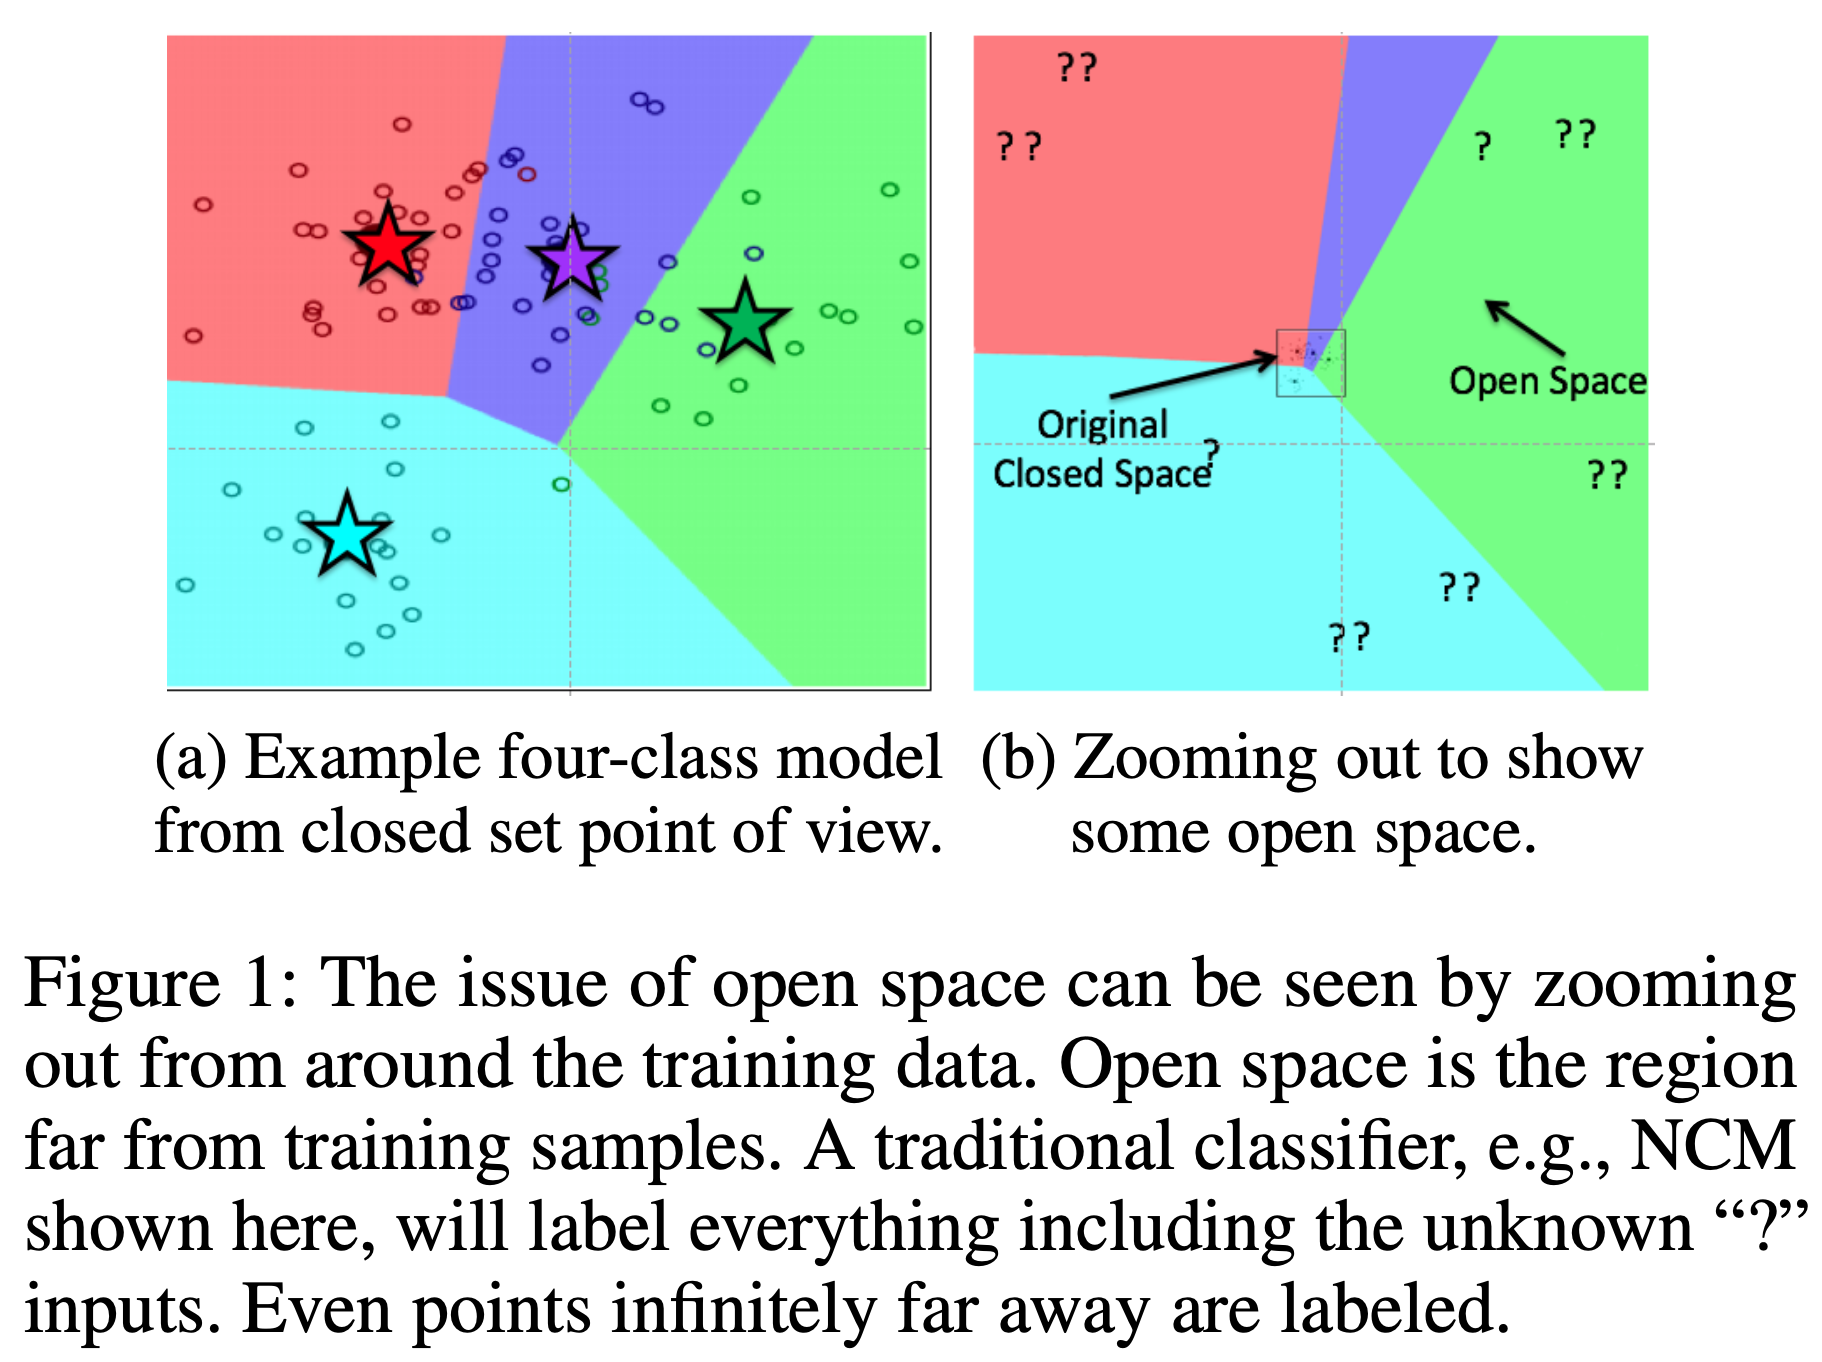 ??
? ?
?
??
Open Space
Original
Closed Space
?
??
??
? ?
(a) Example four-class model
from closed set point of view.
(b) Zooming out to show
some open space.
Figure 1: The issue of open space can be seen by zooming
out from around the training data. Open space is the region
far from training samples. A traditional classifier, e.g., NCM
shown here, will label everything including the unknown “?”
inputs. Even points infinitely far away are labeled.